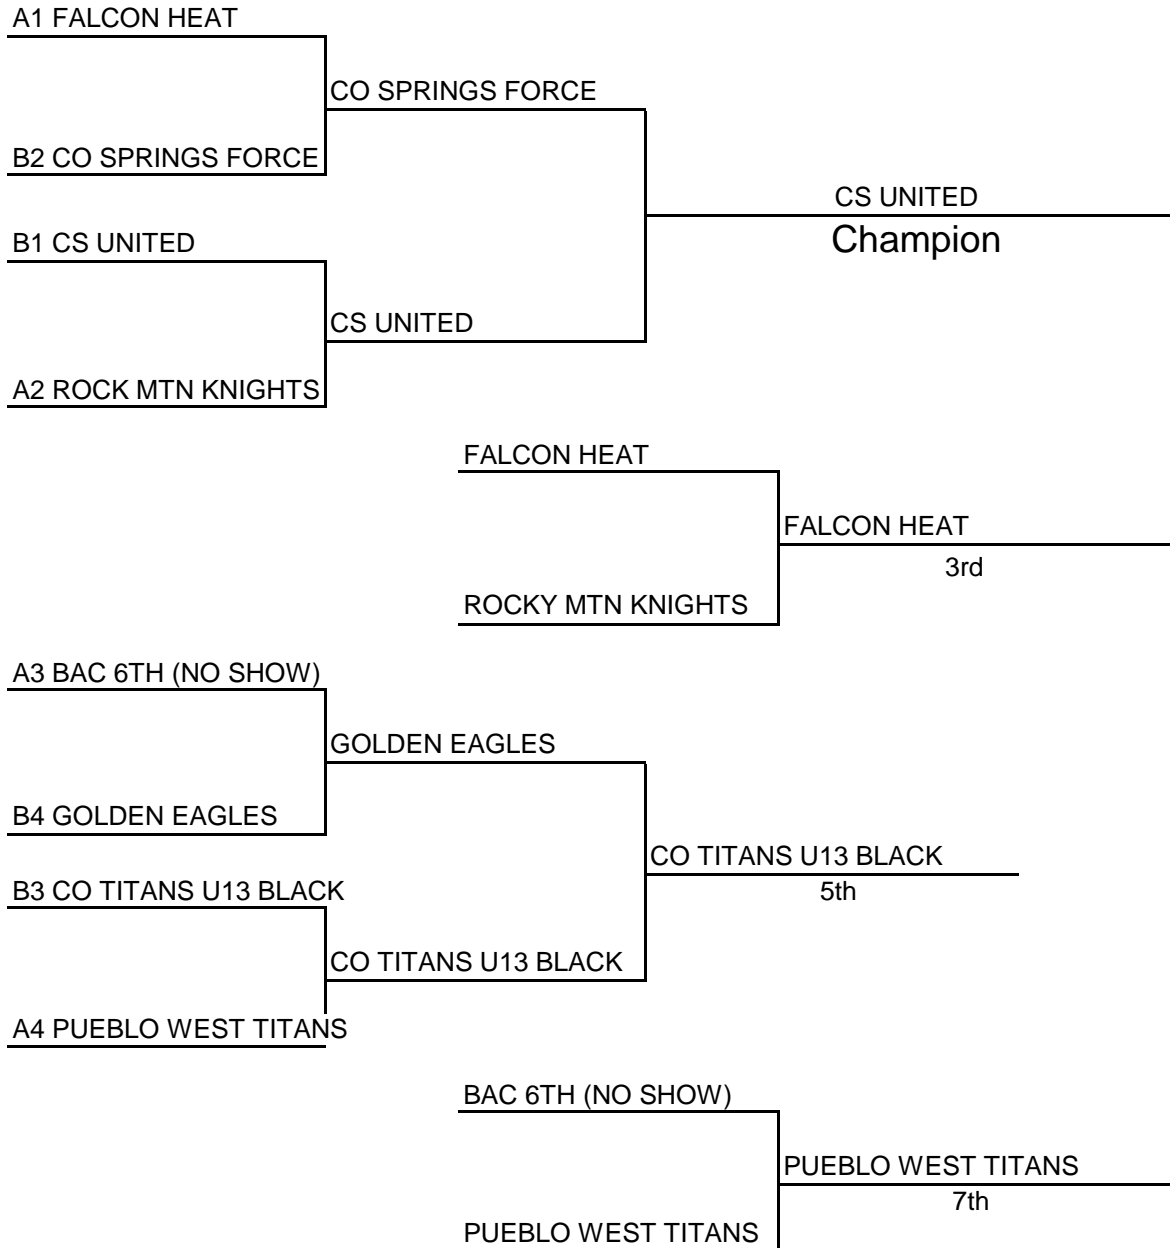 A1 FALCON HEAT
CO SPRINGS FORCE
B2 CO SPRINGS FORCE
CS UNITED
Champion
B1 CS UNITED
CS UNITED
A2 ROCK MTN KNIGHTS
FALCON HEAT
FALCON HEAT
3rd
ROCKY MTN KNIGHTS
A3 BAC 6TH (NO SHOW)
GOLDEN EAGLES
B4 GOLDEN EAGLES
CO TITANS U13 BLACK
5th
B3 CO TITANS U13 BLACK
CO TITANS U13 BLACK
A4 PUEBLO WEST TITANS
BAC 6TH (NO SHOW)
PUEBLO WEST TITANS
7th
PUEBLO WEST TITANS